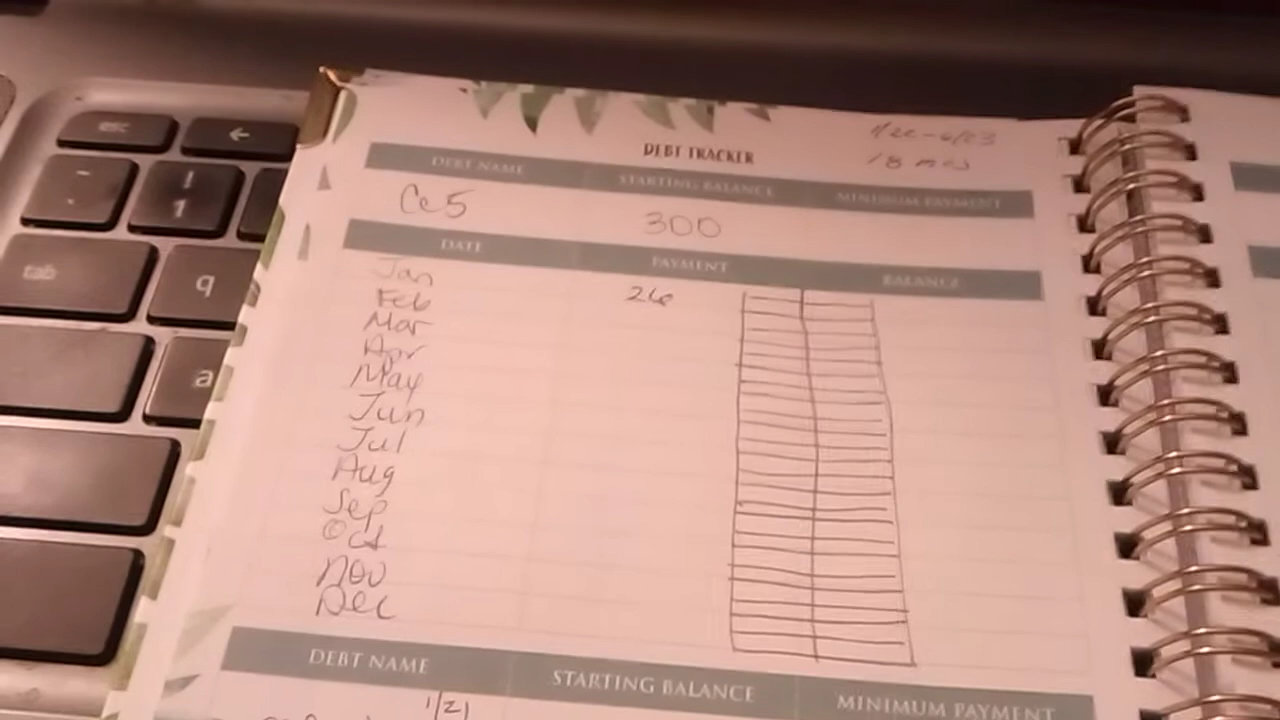 esc
1
tab
q
a
DEBT TRACKER
1/22-6/23
18 mos
DEBT NAME STARTING BALANCE MINIMUM PAYMENT
300
DATE PAYMENT BALANCE
Jan
Feb 26
Mar
Apr
May
Jun
Jul
Aug
Sep
Oct
Nov
Dec
DEBT NAME STARTING BALANCE MINIMUM PAYMENT
1/21